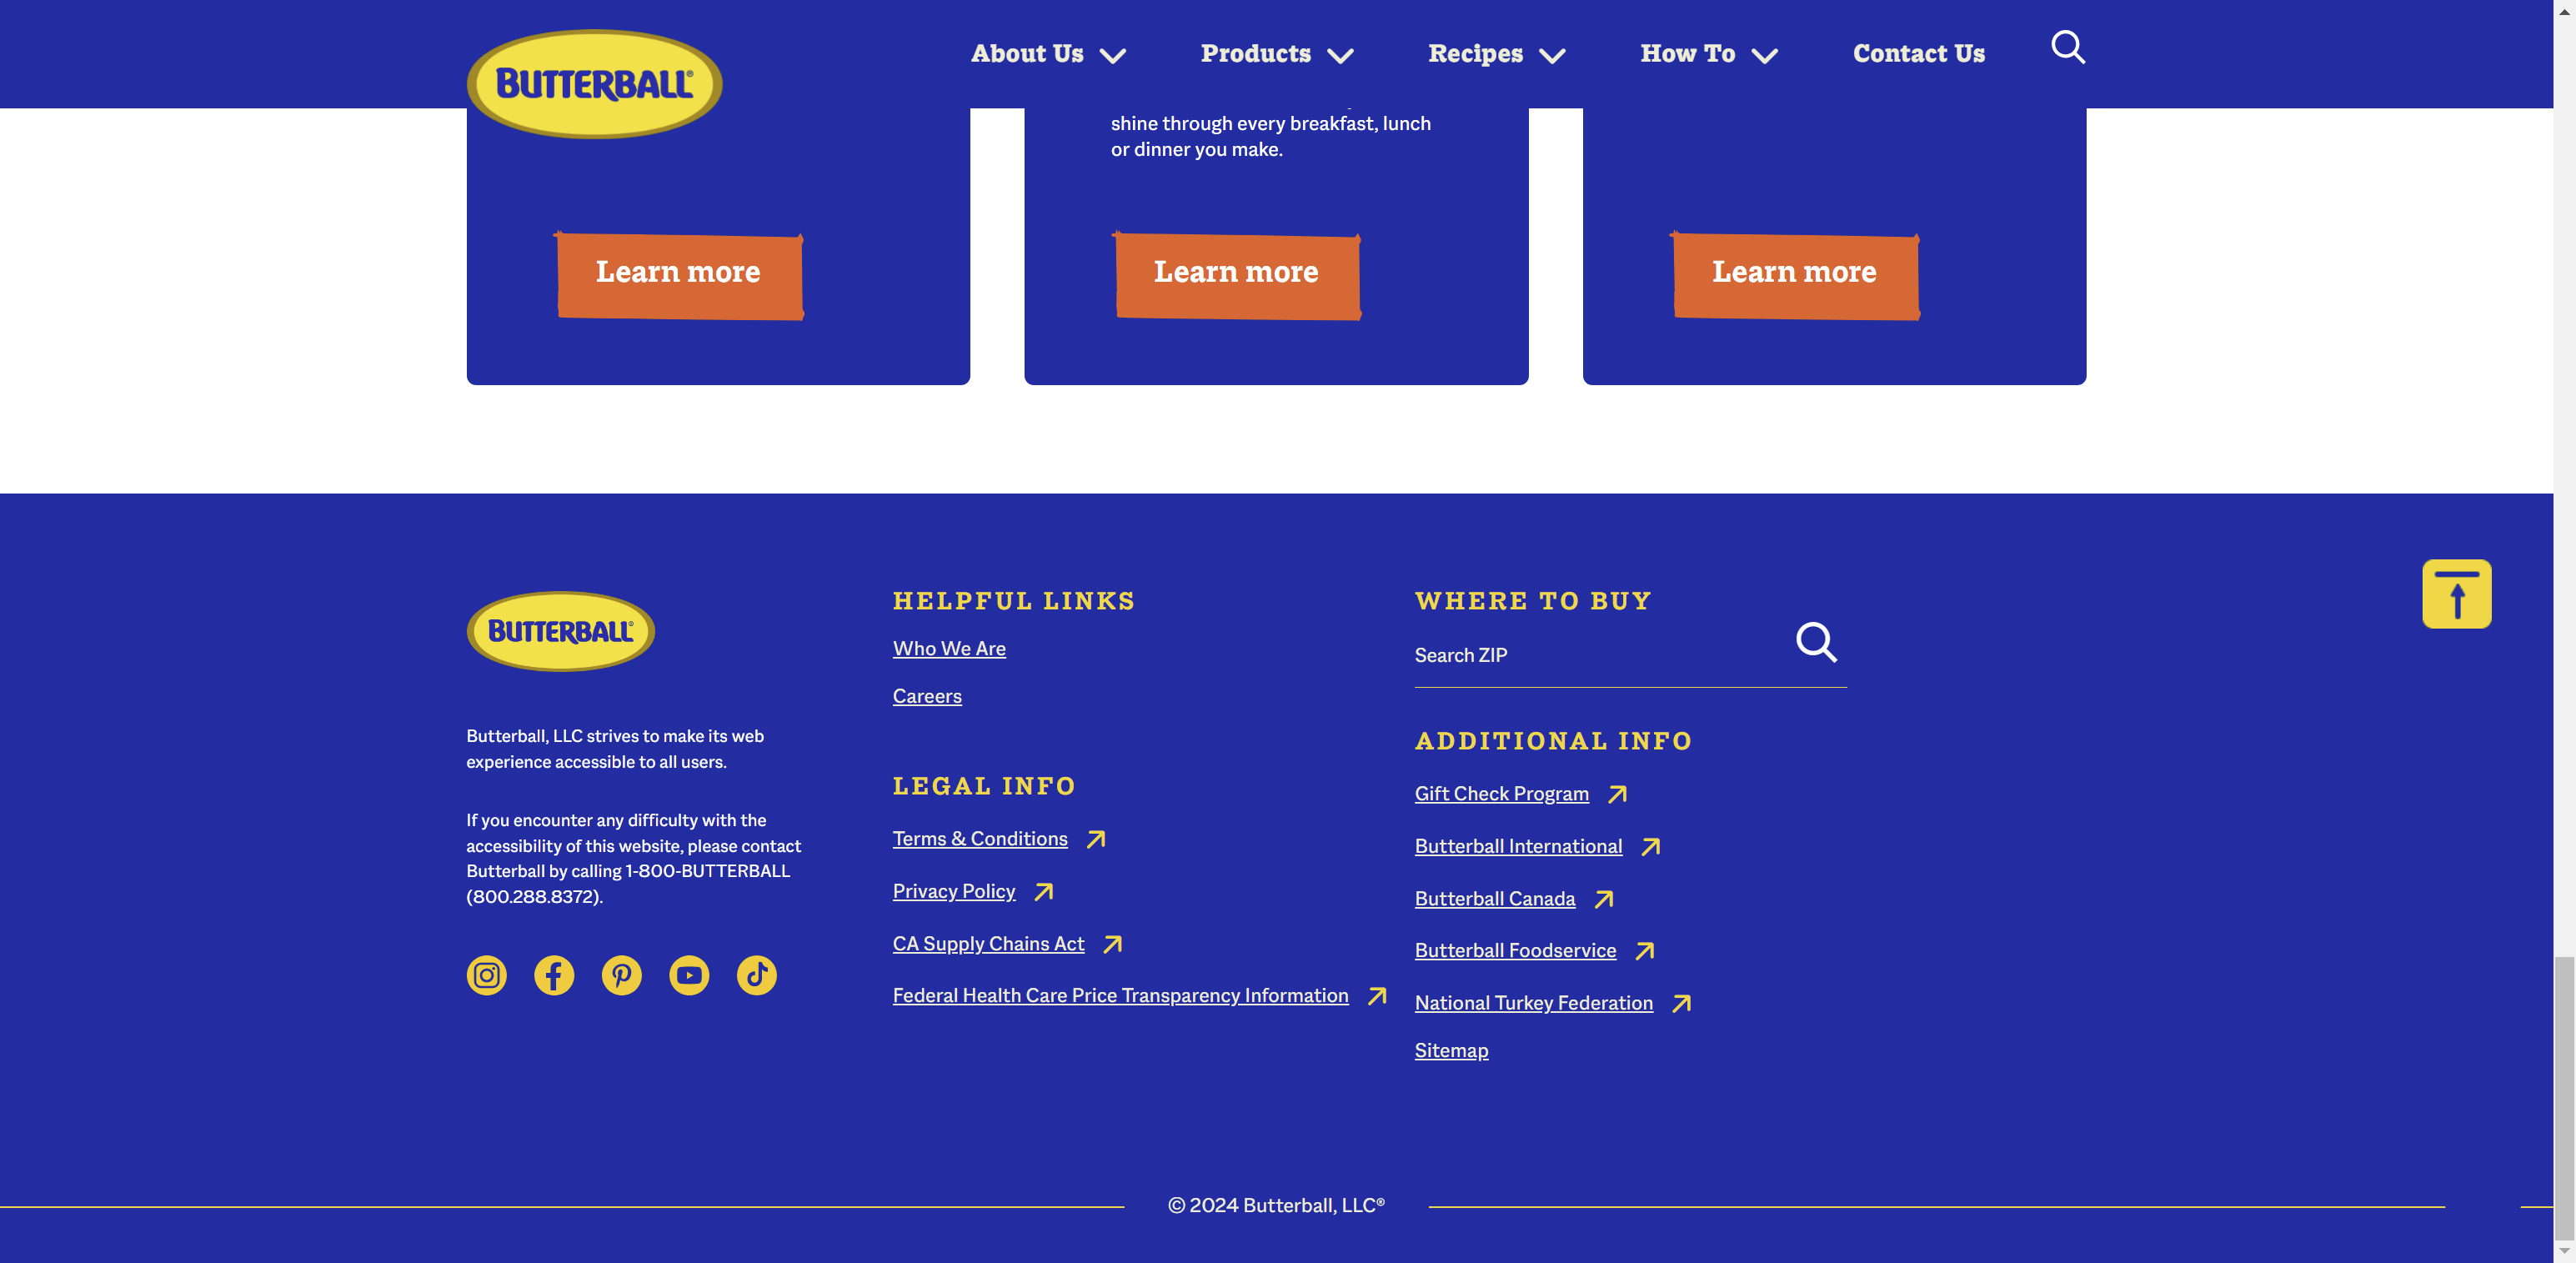 BUTTERBALL®
About Us
Products
Recipes
How To
Contact Us
shine through every breakfast, lunch
or dinner you make.
Learn more
Learn more
Learn more
BUTTERBALL®
Butterball, LLC strives to make its web
experience accessible to all users.
If you encounter any difficulty with the
accessibility of this website, please contact
Butterball by calling 1-800-BUTTERBALL
(800.288.8372).
HELPFUL LINKS
Who We Are
Careers
LEGAL INFO
Terms & Conditions
Privacy Policy
CA Supply Chains Act
Federal Health Care Price Transparency Information
WHERE TO BUY
Search ZIP
ADDITIONAL INFO
Gift Check Program
Butterball International
Butterball Canada
Butterball Foodservice
National Turkey Federation
Sitemap
© 2024 Butterball, LLC®